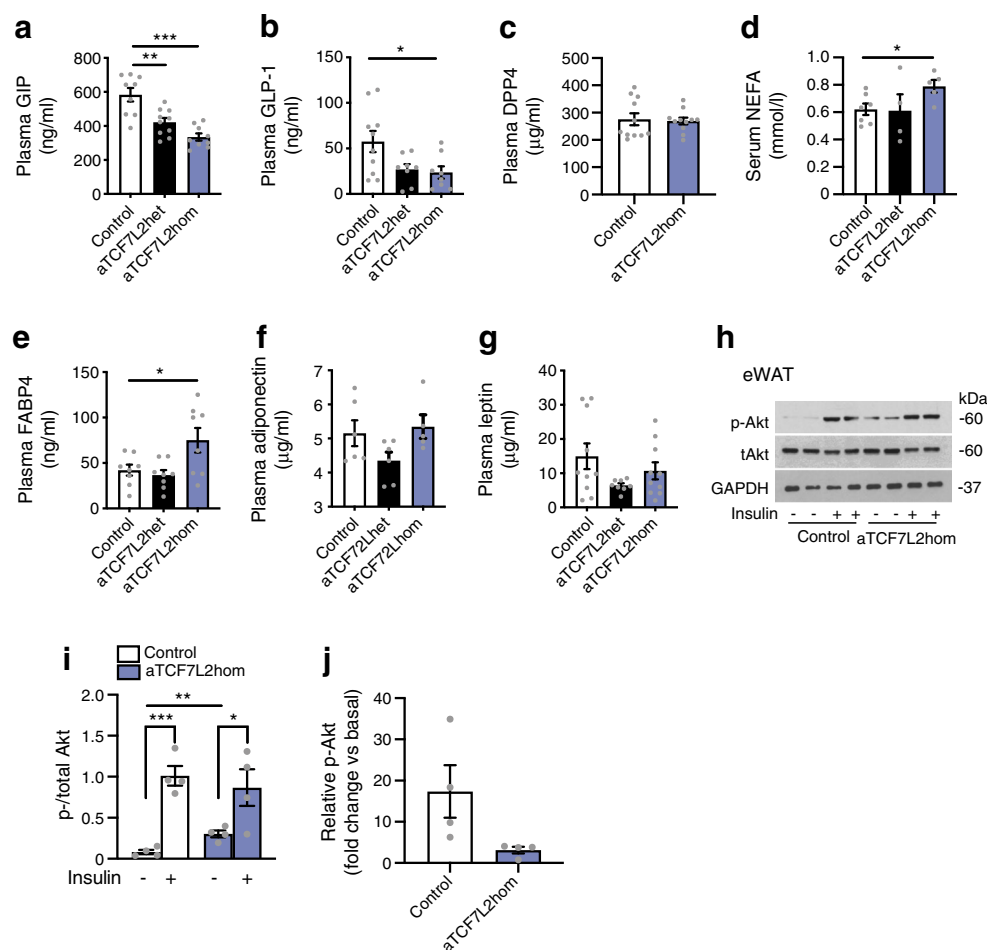 a
Plasma GIP
(ng/ml)
800
600
400
200
0
***
**
Control
aTCF7L2het
aTCF7L2hom
b
Plasma GLP-1
(ng/ml)
150
100
50
0
*
Control
aTCF7L2het
aTCF7L2hom
c
Plasma DPP4
(μg/ml)
500
400
300
200
100
0
Control
aTCF7L2hom
d
Serum NEFA
(mmol/l)
1.0
0.8
0.6
0.4
0.2
0
*
Control
aTCF7L2het
aTCF7L2hom
e
Plasma FABP4
(ng/ml)
150
100
50
0
*
Control
aTCF7L2het
aTCF7L2hom
f
Plasma adiponectin
(μg/ml)
7
6
5
4
3
Control
aTCF72Lhet
aTCF72Lhom
g
Plasma leptin
(μg/ml)
40
30
20
10
0
Control
aTCF7L2het
aTCF7L2hom
h
eWAT
kDa
p-Akt -60
tAkt -60
GAPDH -37
Insulin - - + + - - + +
Control aTCF7L2hom
i
Control
aTCF7L2hom
p-/total Akt
2.0
1.5
1.0
0.5
0
**
*** *
Insulin - + - +
j
Relative p-Akt
(fold change vs basal)
40
30
20
10
0
Control
aTCF7L2hom